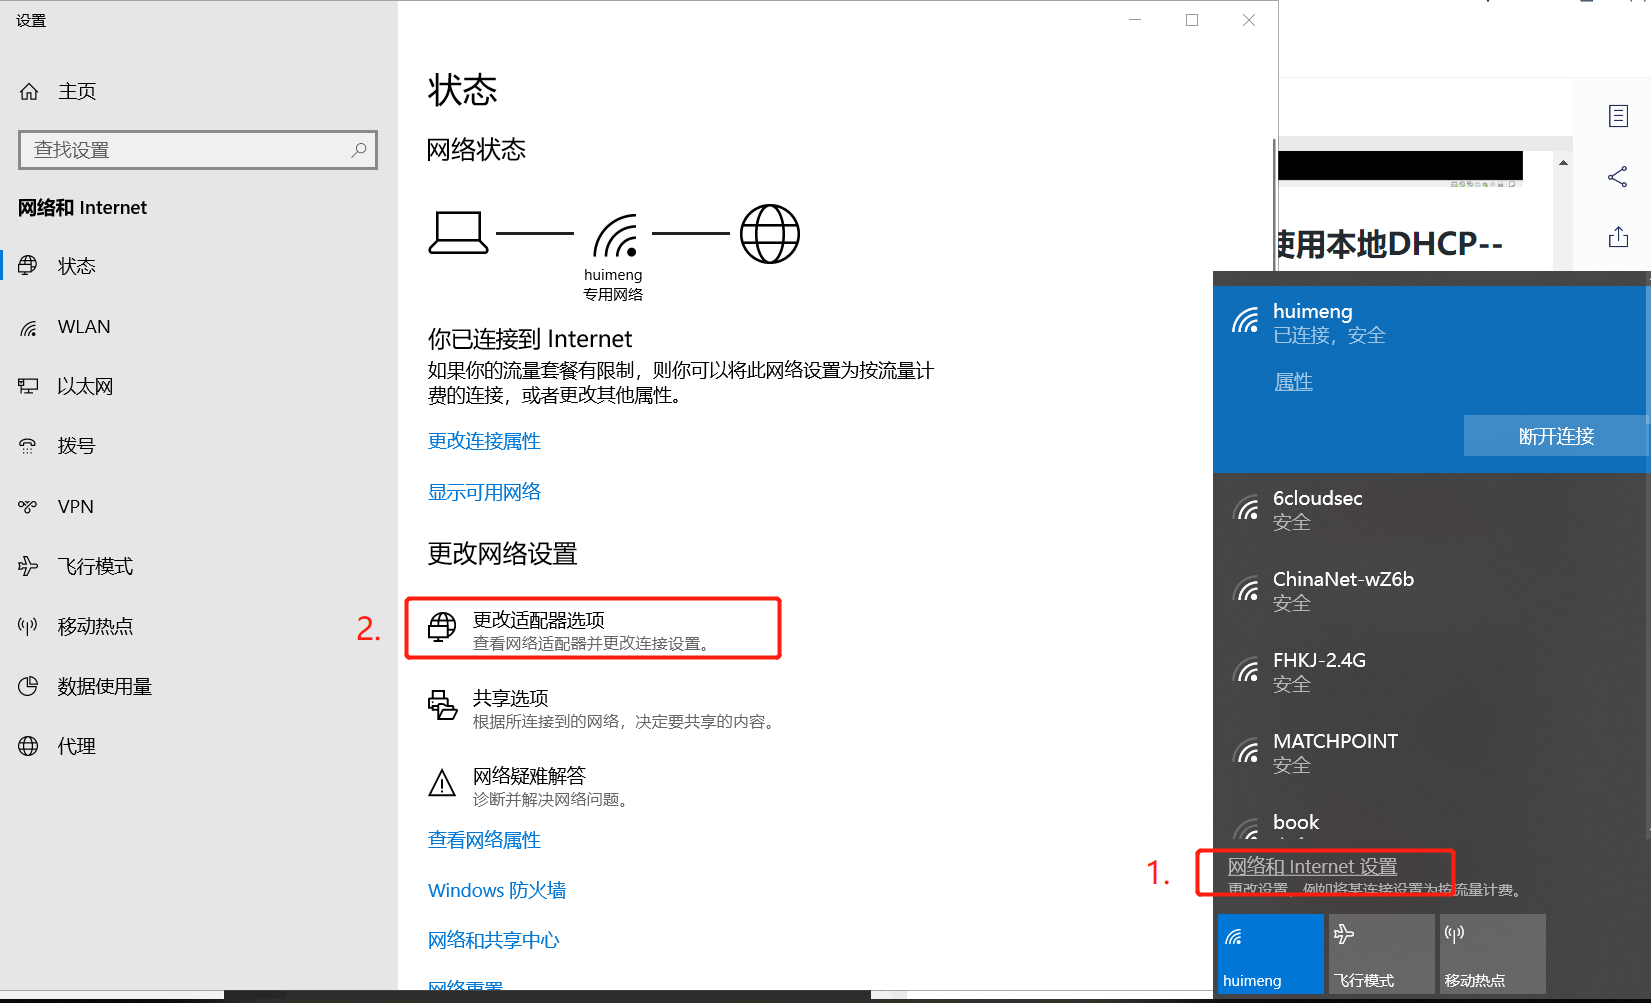 设置
主页
查找设置
网络和 Internet
状态
WLAN
以太网
拨号
VPN
飞行模式
移动热点
数据使用量
代理
状态
网络状态
huimeng
专用网络
你已连接到 Internet
如果你的流量套餐有限制，则你可以将此网络设置为按流量计
费的连接，或者更改其他属性。
更改连接属性
显示可用网络
更改网络设置
2.
更改适配器选项
查看网络适配器并更改连接设置。
共享选项
根据所连接到的网络，决定要共享的内容。
网络疑难解答
诊断并解决网络问题。
查看网络属性
Windows 防火墙
网络和共享中心
网络重置
使用本地DHCP--
huimeng
已连接，安全
属性
断开连接
6cloudsec
安全
ChinaNet-wZ6b
安全
FHKJ-2.4G
安全
MATCHPOINT
安全
book
1.
网络和 Internet 设置
更改设置，例如将某连接设置为按流量计费。
huimeng
飞行模式
移动热点